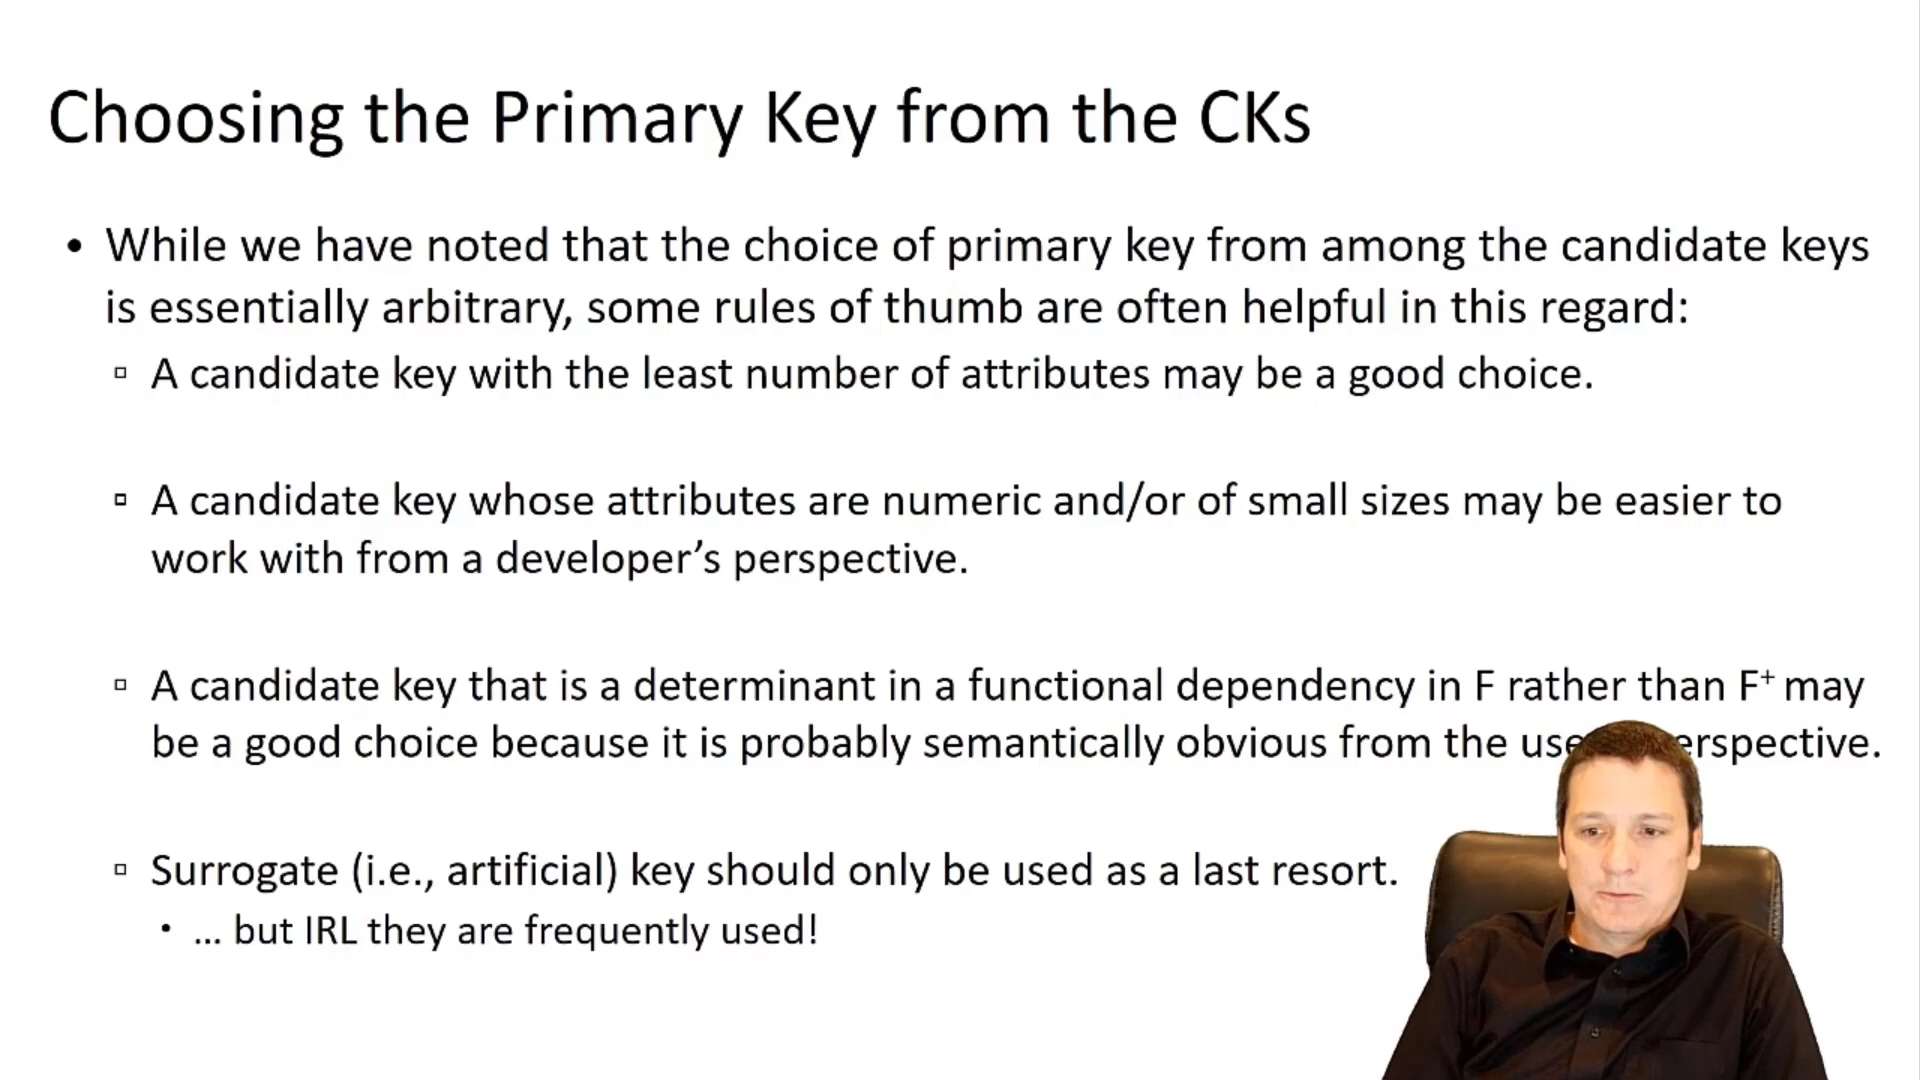 Choosing the Primary Key from the CKs
• While we have noted that the choice of primary key from among the candidate keys
is essentially arbitrary, some rules of thumb are often helpful in this regard:
▫ A candidate key with the least number of attributes may be a good choice.
▫ A candidate key whose attributes are numeric and/or of small sizes may be easier to
work with from a developer’s perspective.
▫ A candidate key that is a determinant in a functional dependency in F rather than F⁺ may
be a good choice because it is probably semantically obvious from the
▫ Surrogate (i.e., artificial) key should only be used as a last resort.
• … but IRL they are frequently used!